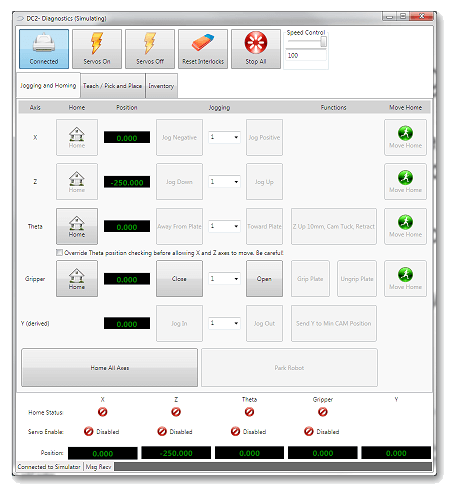 DC2- Diagnostics (Simulating)
Connected Servos On Servos Off Reset Interlocks Stop All Speed Control
100
Jogging and Homing Teach / Pick and Place Inventory
Axis Home Position Jogging Functions Move Home
X Home 0.000 Jog Negative 1 Jog Positive Move Home
Z Home -250.000 Jog Down 1 Jog Up Move Home
Theta Home 0.000 Away From Plate 1 Toward Plate Z Up 10mm, Cam Tuck, Retract Move Home
Override Theta position checking before allowing X and Z axes to move. Be careful!
Gripper Home 0.000 Close 1 Open Grip Plate Ungrip Plate Move Home
Y (derived) 0.000 Jog In 1 Jog Out Send Y to Min CAM Position
Home All Axes Park Robot
X Z Theta Gripper Y
Home Status:
Servo Enable: Disabled Disabled Disabled Disabled
Position: 0.000 -250.000 0.000 0.000 0.000
Connected to Simulator Msg Recv